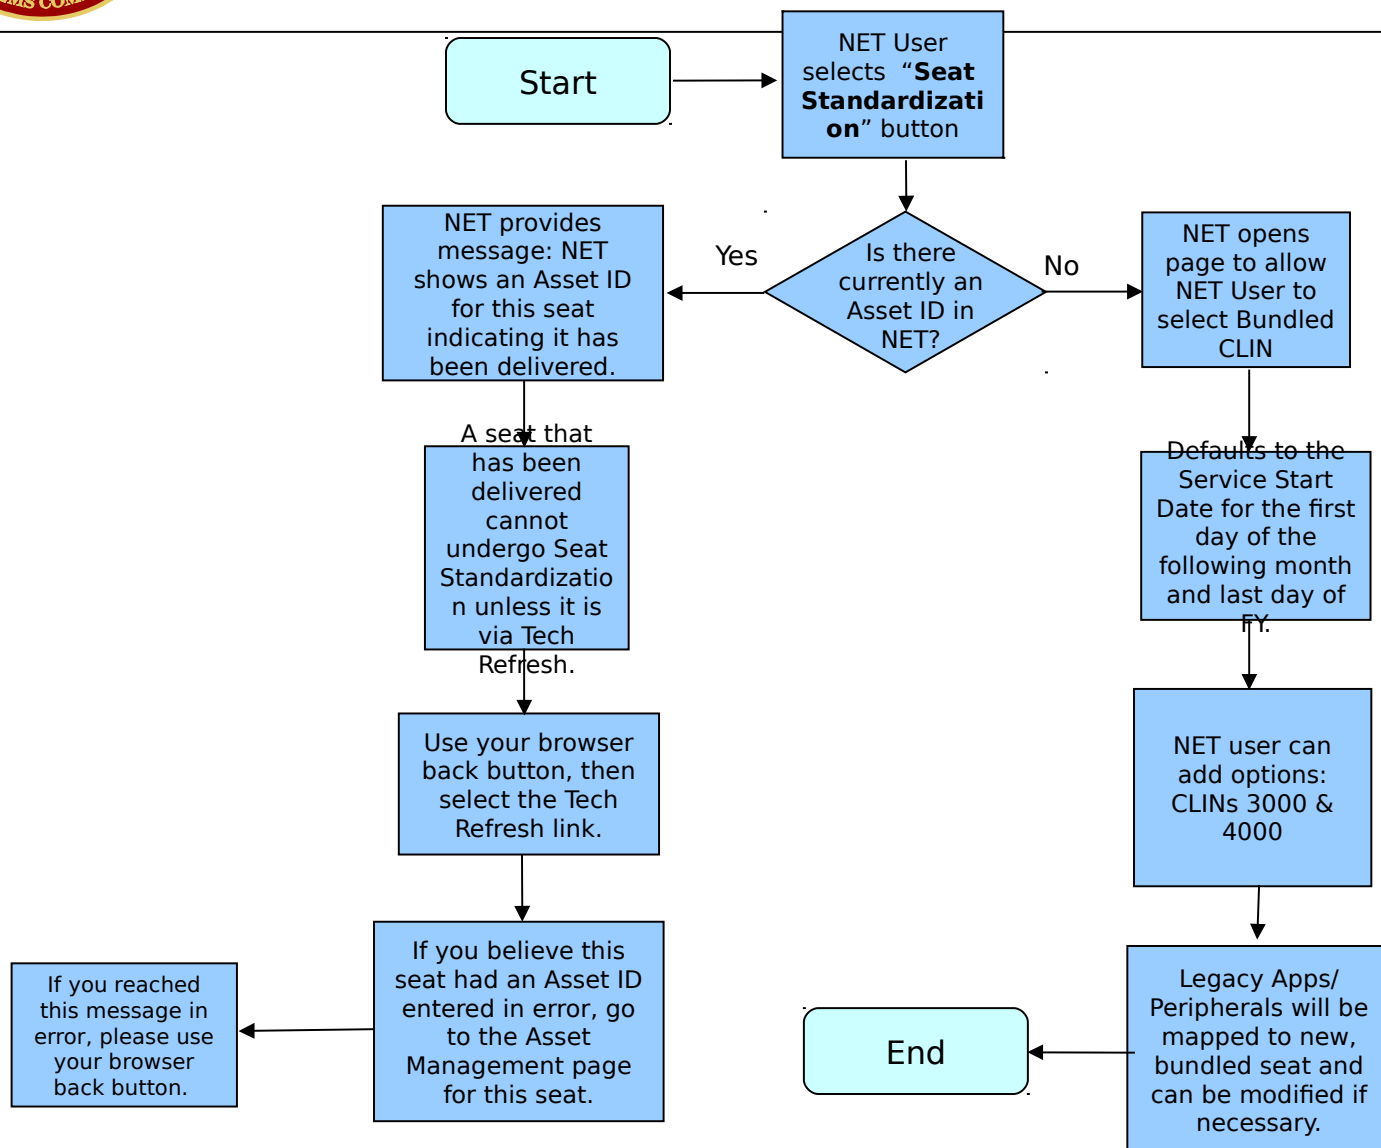 EMS COMM
Start
NET User
selects “Seat
Standardizati
on” button
NET provides
message: NET
shows an Asset ID
for this seat
indicating it has
been delivered.
Yes
Is there
currently an
Asset ID in
NET?
No
NET opens
page to allow
NET User to
select Bundled
CLIN
A seat that
has been
delivered
cannot
undergo Seat
Standardizatio
n unless it is
via Tech
Refresh.
Defaults to the
Service Start
Date for the first
day of the
following month
and last day of
FY.
Use your browser
back button, then
select the Tech
Refresh link.
NET user can
add options:
CLINs 3000 &
4000
If you reached
this message in
error, please use
your browser
back button.
If you believe this
seat had an Asset ID
entered in error, go
to the Asset
Management page
for this seat.
End
Legacy Apps/
Peripherals will be
mapped to new,
bundled seat and
can be modified if
necessary.